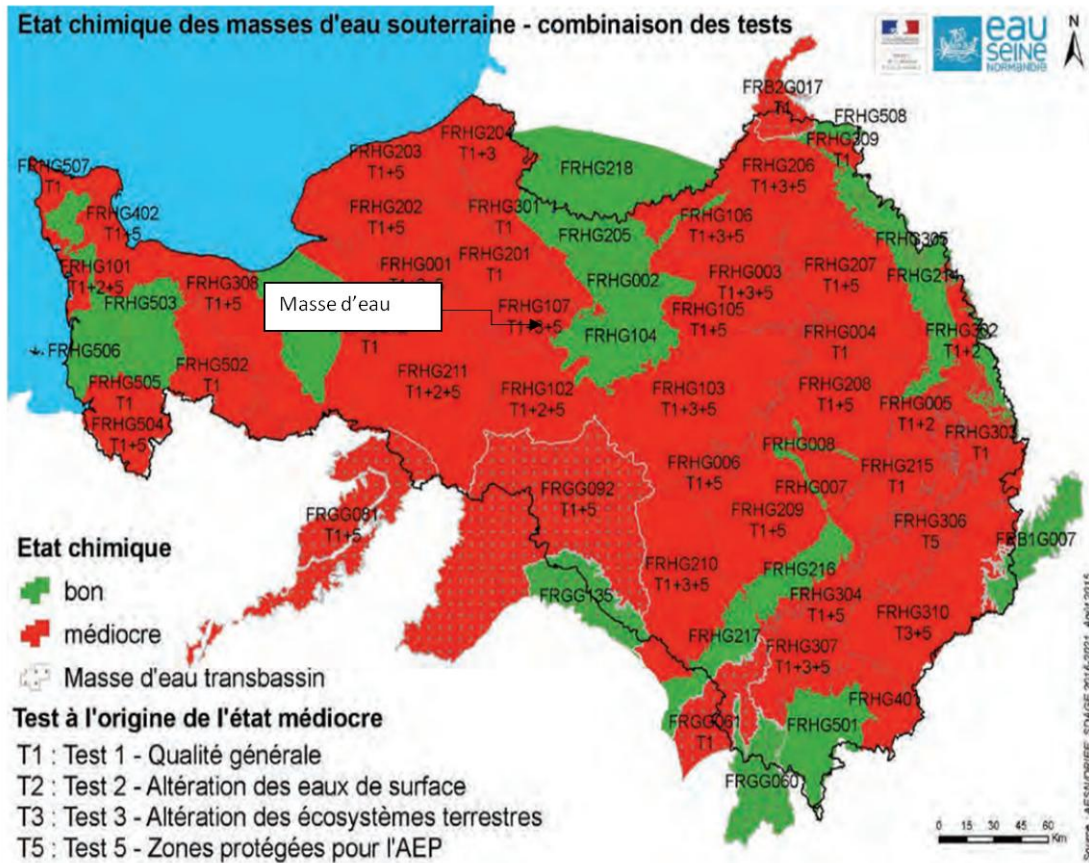 Etat chimique des masses d'eau souterraine - combinaison des tests
eau
SEINE
NORMANDIE
N
FRB2G017
T1
FRHG508
FRHG309
T1
FRHG204
T1+3
FRHG203
T1+5
FRHG218
FRHG206
T1+3+5
FRHG507
T1
FRHG402
T1+5
FRHG202
T1+5
FRHG301
T1
FRHG106
T1+3+5
FRHG205
FRHG305
FRHG101
T1+2+5
FRHG308
T1+5
FRHG001
FRHG201
T1
FRHG002
FRHG003
T1+3+5
FRHG207
T1+5
FRHG214
FRHG503
Masse d'eau
FRHG107
FRHG105
T1+5
FRHG302
T1+2
FRHG104
FRHG004
T1
T1
FRHG506
FRHG502
T1
FRHG505
T1
FRHG211
T1+2+5
FRHG102
T1+2+5
FRHG103
T1+3+5
FRHG208
T1+5
FRHG005
T1+2
FRHG504
T1+5
FRHG008
FRHG006
T1+5
FRHG215
T1
FRHG007
FRGG092
T1+5
FRHG209
T1+5
FRHG306
T5
FRGG081
T1+5
FRB1G007
FRHG210
T1+3+5
FRHG216
FRGG135
FRHG304
T1+5
FRHG310
T3+5
FRHG217
FRHG307
T1+3+5
FRHG401
FRGG061
T1
FRHG501
FRGG060
Etat chimique
bon
médiocre
Masse d'eau transbassin
Test à l'origine de l'état médiocre
T1 : Test 1 - Qualité générale
T2 : Test 2 - Altération des eaux de surface
T3 : Test 3 - Altération des écosystèmes terrestres
T5 : Test 5 - Zones protégées pour l'AEP
0 15 30 45 60
Km